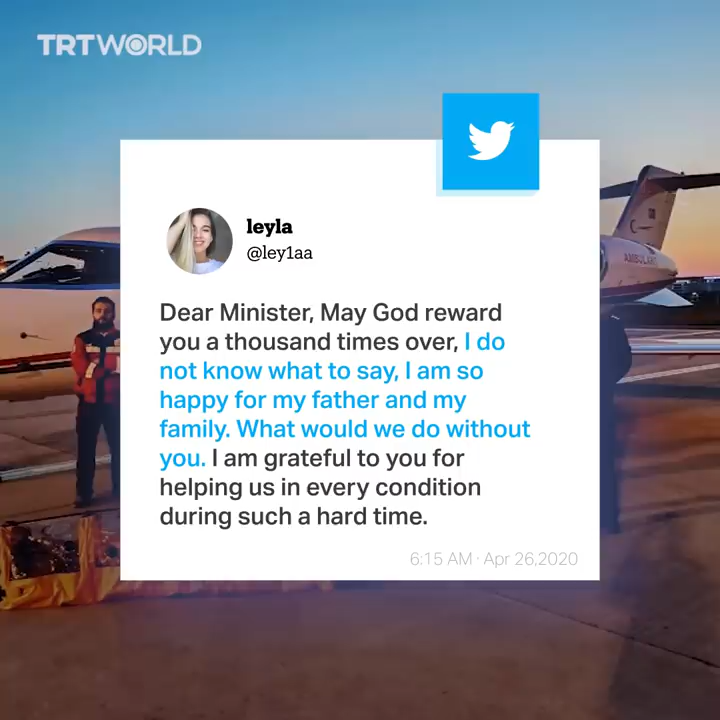 TRTWORLD
leyla
@ley1aa
Dear Minister, May God reward
you a thousand times over, I do
not know what to say, I am so
happy for my father and my
family. What would we do without
you. I am grateful to you for
helping us in every condition
during such a hard time.
6:15 AM · Apr 26,2020
AMBULANCE